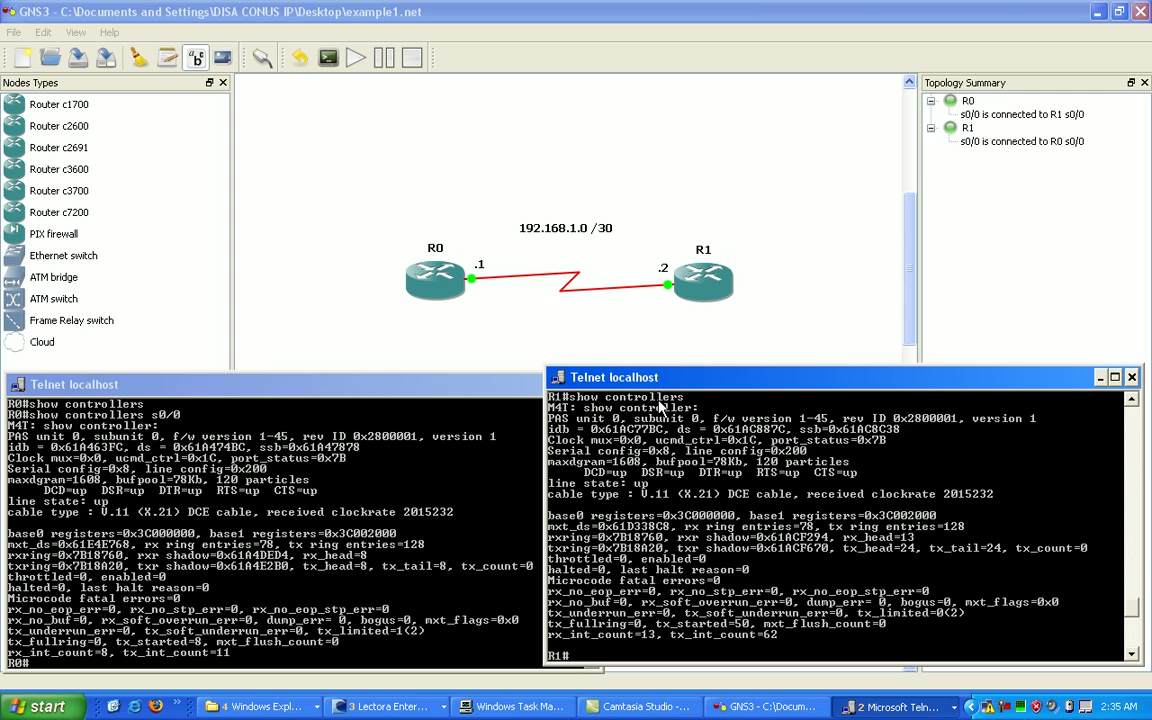 GNS3 - C:\Documents and Settings\DISA CONUS IP\Desktop\example1.net
File Edit View Help
Nodes Types
Router c1700
Router c2600
Router c2691
Router c3600
Router c3700
Router c7200
PIX firewall
Ethernet switch
ATM bridge
ATM switch
Frame Relay switch
Cloud
192.168.1.0 /30
R0
R1
.1
.2
Topology Summary
R0
s0/0 is connected to R1 s0/0
R1
s0/0 is connected to R0 s0/0
Telnet localhost
R0#show controllers
R0#show controllers s0/0
M4T: show controller:
PAS unit 0, subunit 0, f/w version 1-45, rev ID 0x2800001, version 1
idb = 0x61A463FC, ds = 0x61A474BC, ssb=0x61A47878
Clock mux=0x0, ucmd_ctrl=0x1C, port_status=0x7B
Serial config=0x8, line config=0x200
maxdgram=1608, bufpool=78Kb, 120 particles
DCD=up DSR=up DTR=up RTS=up CTS=up
line state: up
cable type : V.11 (X.21) DCE cable, received clockrate 2015232
base0 registers=0x3C000000, base1 registers=0x3C002000
mxt_ds=0x61E4E768, rx ring entries=78, tx ring entries=128
rxring=0x7B18760, rxr shadow=0x61A4DED4, rx_head=8
txring=0x7B18A20, txr shadow=0x61A4E2B0, tx_head=8, tx_tail=8, tx_count=0
throttled=0, enabled=0
halted=0, last halt reason=0
Microcode fatal errors=0
rx_no_eop_err=0, rx_no_stp_err=0, rx_no_eop_stp_err=0
rx_no_buf=0, rx_soft_overrun_err=0, dump_err= 0, bogus=0, mxt_flags=0x0
tx_underrun_err=0, tx_soft_underrun_err=0, tx_limited=1(2)
tx_fullring=0, tx_started=8, mxt_flush_count=0
rx_int_count=8, tx_int_count=11
R0#
Telnet localhost
R1#show controllers
M4T: show controller:
PAS unit 0, subunit 0, f/w version 1-45, rev ID 0x2800001, version 1
idb = 0x61AC77BC, ds = 0x61AC887C, ssb=0x61AC8C38
Clock mux=0x0, ucmd_ctrl=0x1C, port_status=0x7B
Serial config=0x8, line config=0x200
maxdgram=1608, bufpool=78Kb, 120 particles
DCD=up DSR=up DTR=up RTS=up CTS=up
line state: up
cable type : V.11 (X.21) DCE cable, received clockrate 2015232
base0 registers=0x3C000000, base1 registers=0x3C002000
mxt_ds=0x61D338C8, rx ring entries=78, tx ring entries=128
rxring=0x7B18760, rxr shadow=0x61ACF294, rx_head=13
txring=0x7B18A20, txr shadow=0x61ACF670, tx_head=24, tx_tail=24, tx_count=0
throttled=0, enabled=0
halted=0, last halt reason=0
Microcode fatal errors=0
rx_no_eop_err=0, rx_no_stp_err=0, rx_no_eop_stp_err=0
rx_no_buf=0, rx_soft_overrun_err=0, dump_err= 0, bogus=0, mxt_flags=0x0
tx_underrun_err=0, tx_soft_underrun_err=0, tx_limited=0(2)
tx_fullring=0, tx_started=50, mxt_flush_count=0
rx_int_count=13, tx_int_count=62
R1#
start
4 Windows Expl...
3 Lectora Enter...
Windows Task Ma...
Camtasia Studio -...
GNS3 - C:\Docum...
2 Microsoft Teln...
2:35 AM